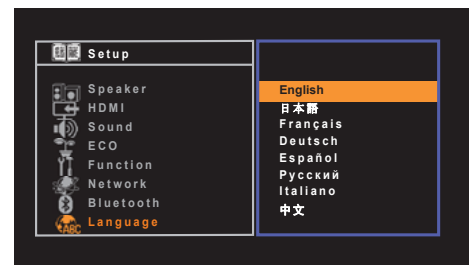 Setup
Speaker
HDMI
Sound
ECO
Function
Network
Bluetooth
Language
ABC
English
日本語
Français
Deutsch
Español
Русский
Italiano
中文